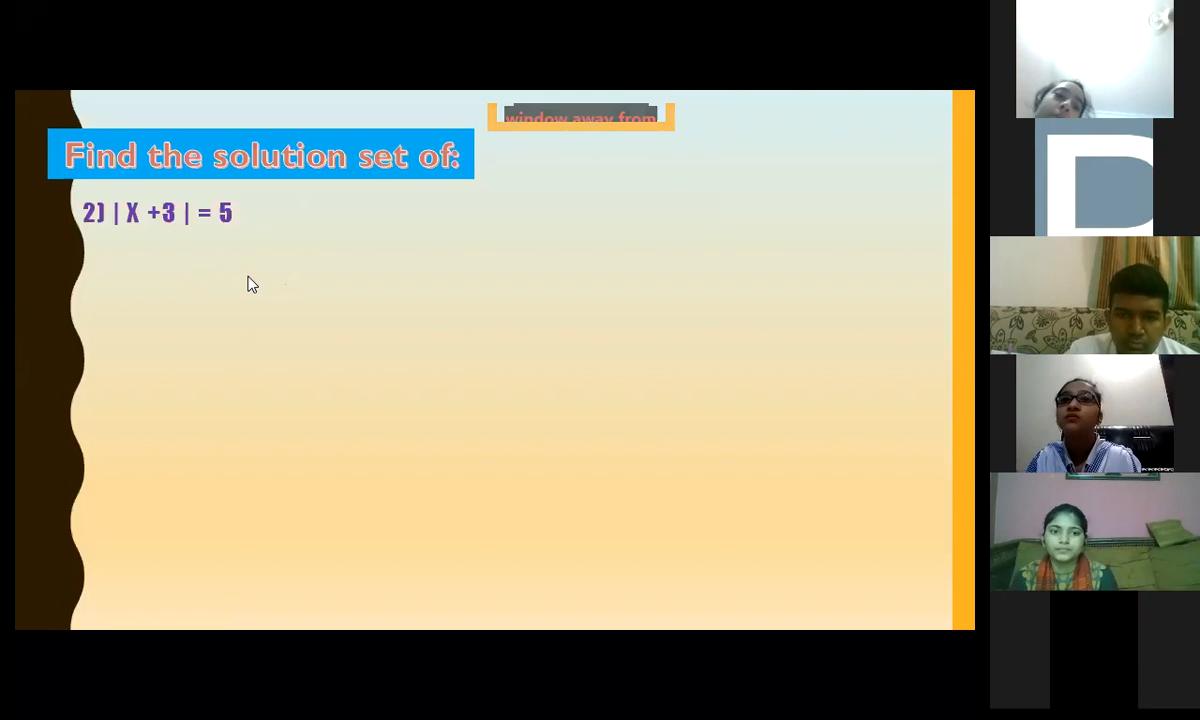 window away from
Find the solution set of:
2) | X +3 | = 5
D